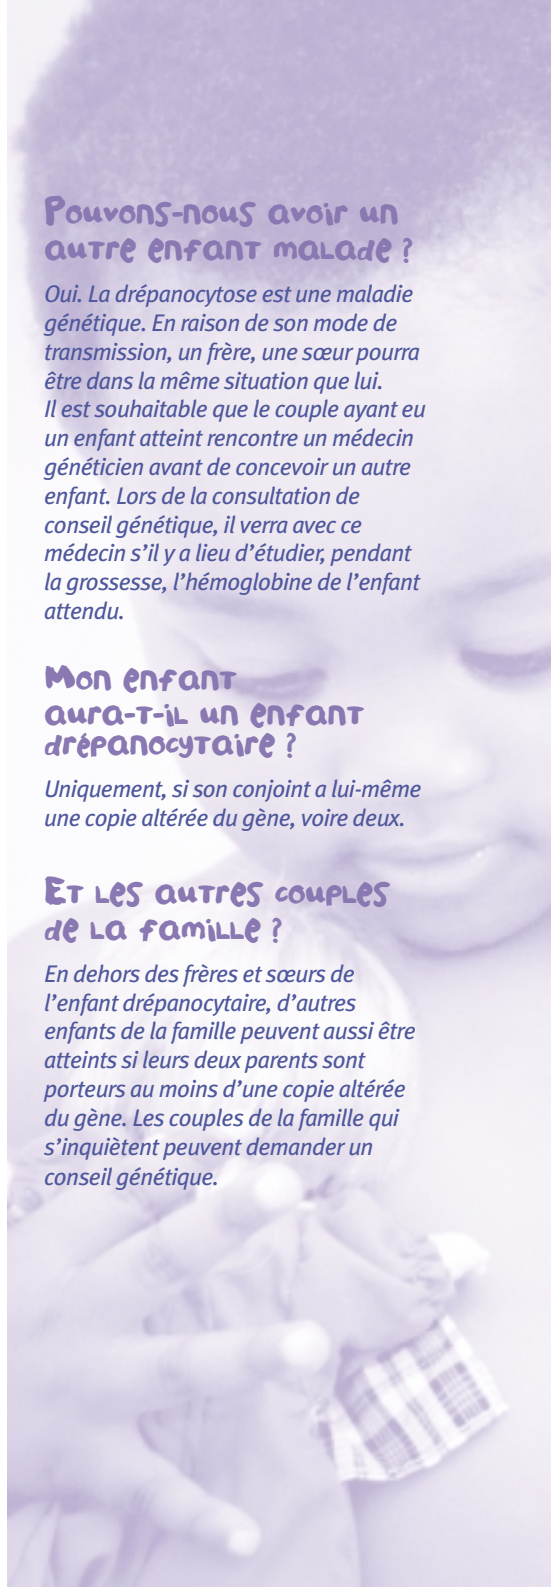 Pouvons-nous avoir un
autre enfant malade ?
Oui. La drépanocytose est une maladie
génétique. En raison de son mode de
transmission, un frère, une sœur pourra
être dans la même situation que lui.
Il est souhaitable que le couple ayant eu
un enfant atteint rencontre un médecin
généticien avant de concevoir un autre
enfant. Lors de la consultation de
conseil génétique, il verra avec ce
médecin s’il y a lieu d’étudier, pendant
la grossesse, l’hémoglobine de l’enfant
attendu.
Mon enfant
aura-t-il un enfant
drépanocytaire ?
Uniquement, si son conjoint a lui-même
une copie altérée du gène, voire deux.
Et les autres couples
de la famille ?
En dehors des frères et sœurs de
l’enfant drépanocytaire, d’autres
enfants de la famille peuvent aussi être
atteints si leurs deux parents sont
porteurs au moins d’une copie altérée
du gène. Les couples de la famille qui
s’inquiètent peuvent demander un
conseil génétique.